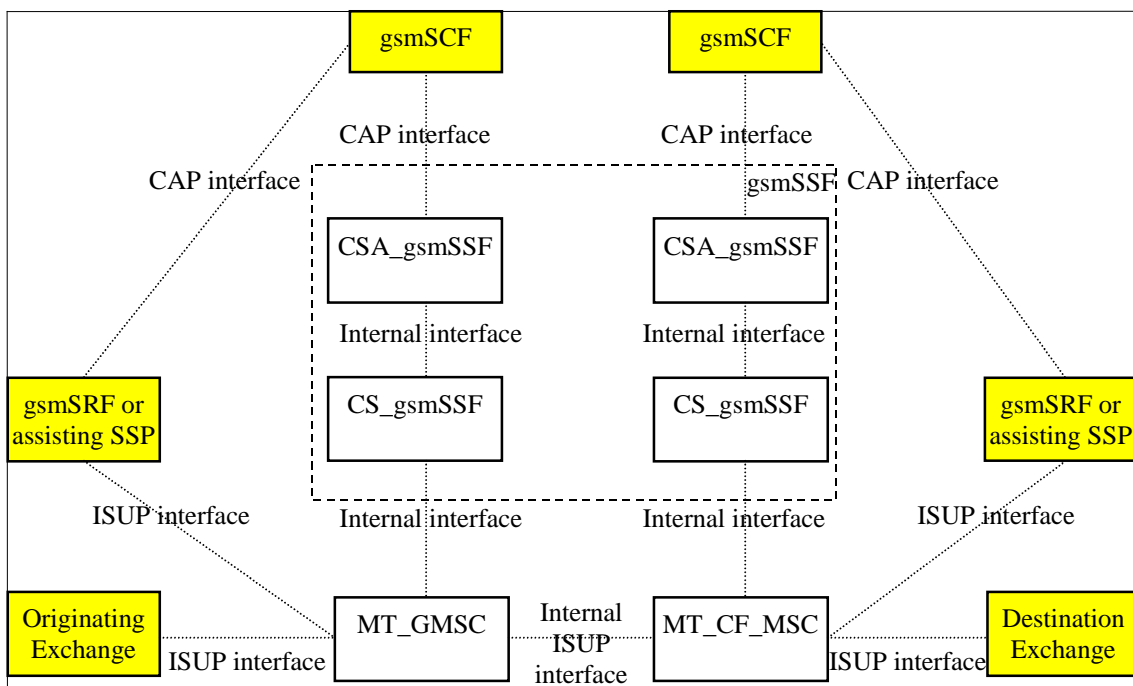 gsmSCF
gsmSCF
CAP interface
CAP interface
CAP interface
gsmSSF
CAP interface
CSA_gsmSSF
CSA_gsmSSF
Internal interface
Internal interface
gsmSRF or
assisting SSP
CS_gsmSSF
CS_gsmSSF
gsmSRF or
assisting SSP
ISUP interface
Internal interface
Internal interface
ISUP interface
Originating
Exchange
ISUP interface
MT_GMSC
Internal
ISUP
interface
MT_CF_MSC
ISUP interface
Destination
Exchange